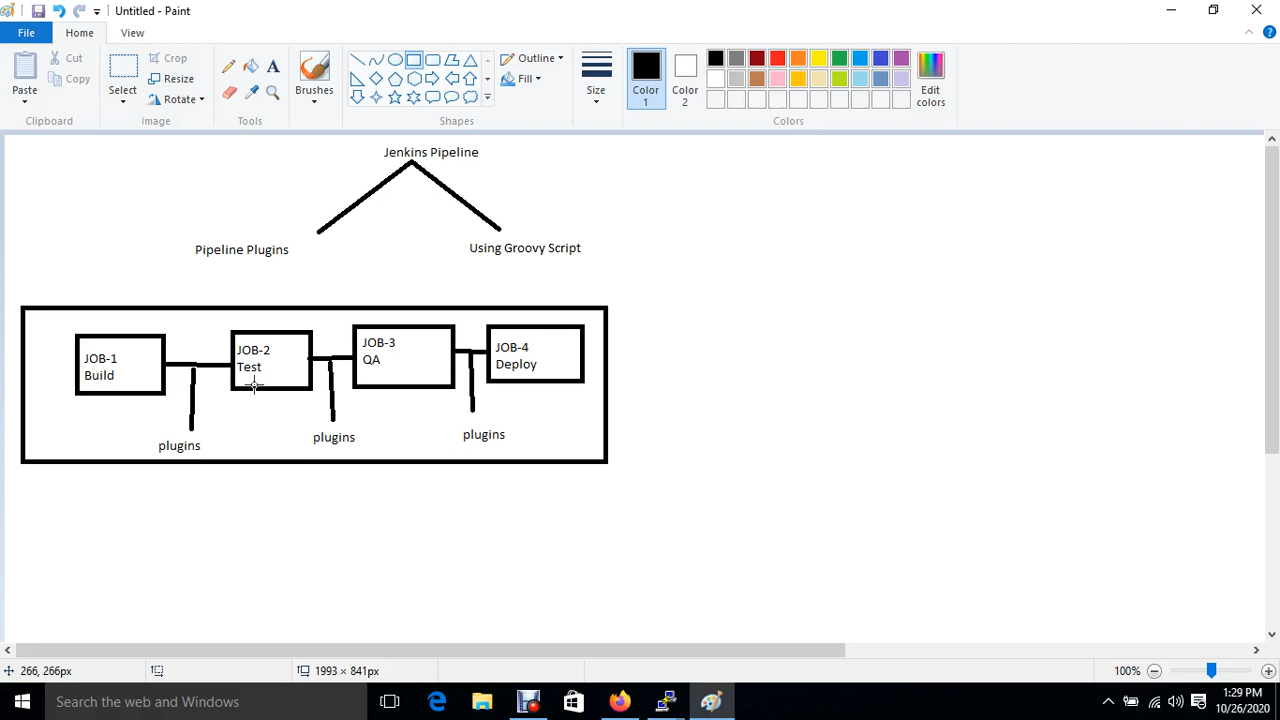 Untitled - Paint
File
Home
View
Paste
Cut
Copy
Clipboard
Select
Crop
Resize
Rotate
Image
A
Tools
Brushes
Outline
Fill
Shapes
Size
Color
1
Color
2
Edit
colors
Colors
Jenkins Pipeline
Pipeline Plugins
Using Groovy Script
JOB-1
Build
JOB-2
Test
JOB-3
QA
JOB-4
Deploy
plugins
plugins
plugins
266, 266px
1993 × 841px
100%
Search the web and Windows
1:29 PM
10/26/2020